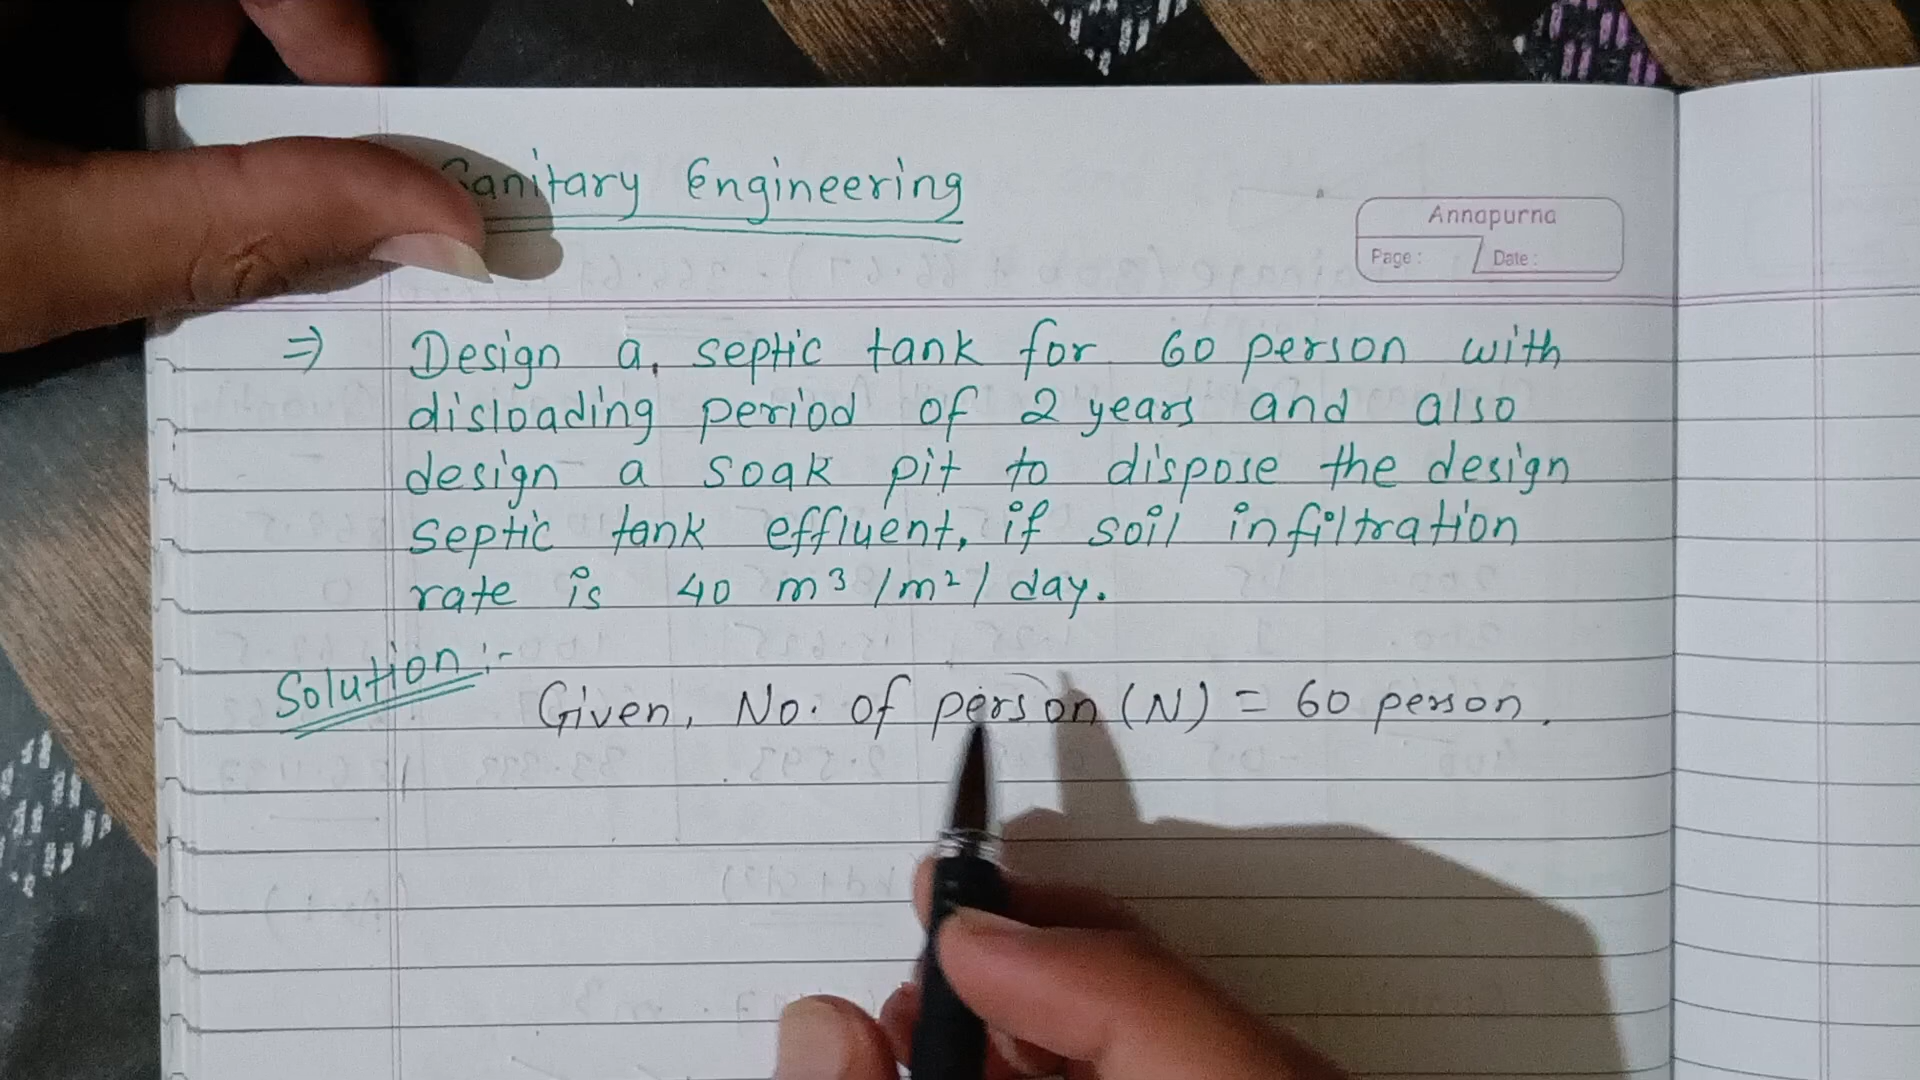 Sanitary Engineering
Annapurna
Page : Date :
⇒ Design a septic tank for 60 person with
disloading period of 2 years and also
design a soak pit to dispose the design
septic tank effluent, if soil infiltration
rate is 40 m³/m²/day.
Solution :-
Given, No. of person (N) = 60 person.